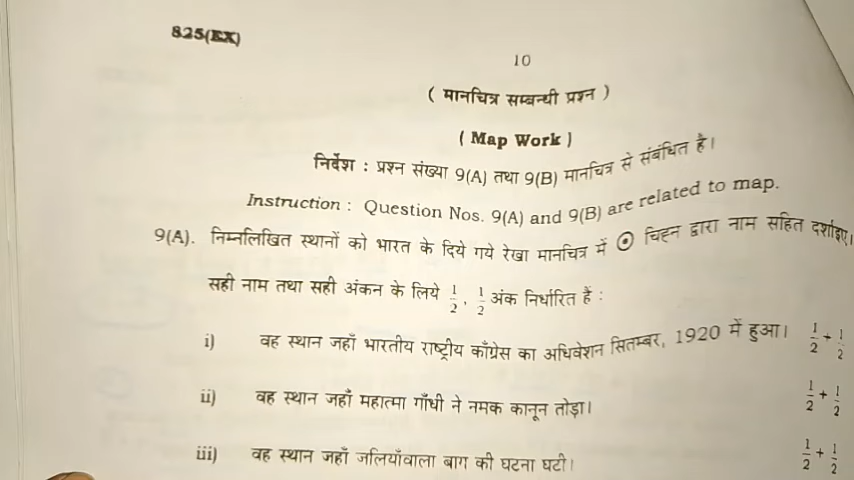 825(EX)
10
( मानचित्र सम्बन्धी प्रश्न )
( Map Work )
निर्देश : प्रश्न संख्या 9(A) तथा 9(B) मानचित्र से संबंधित है।
Instruction : Question Nos. 9(A) and 9(B) are related to map.
9(A). निम्नलिखित स्थानों को भारत के दिये गये रेखा मानचित्र में ⊙ चिह्न द्वारा नाम सहित दर्शाइए।
सही नाम तथा सही अंकन के लिये 1/2, 1/2 अंक निर्धारित हैं :
i) वह स्थान जहाँ भारतीय राष्ट्रीय काँग्रेस का अधिवेशन सितम्बर, 1920 में हुआ। 1/2 + 1/2
ii) वह स्थान जहाँ महात्मा गाँधी ने नमक कानून तोड़ा। 1/2 + 1/2
iii) वह स्थान जहाँ जलियाँवाला बाग की घटना घटी। 1/2 + 1/2